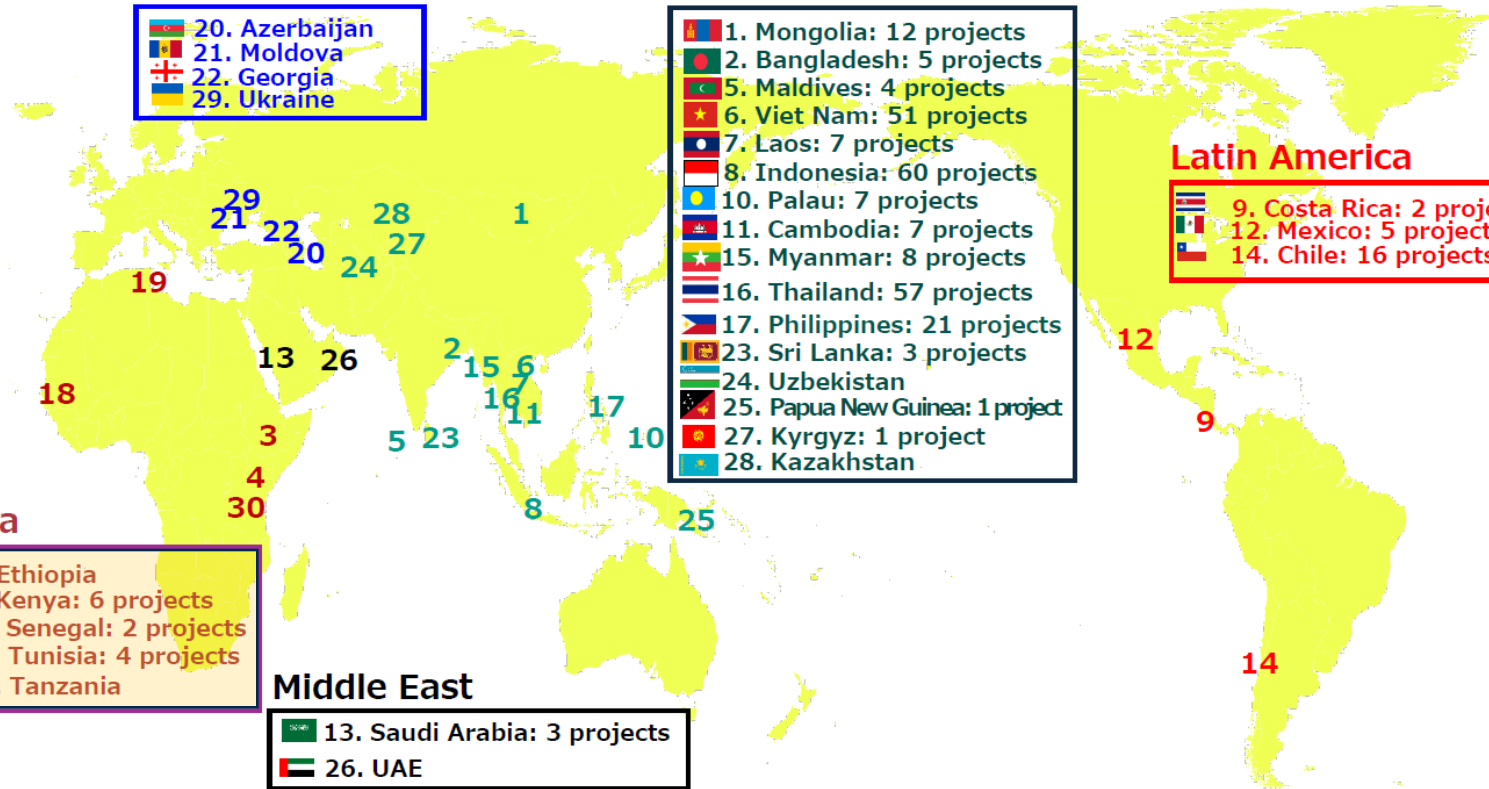 20. Azerbaijan
21. Moldova
22. Georgia
29. Ukraine
1. Mongolia: 12 projects
2. Bangladesh: 5 projects
5. Maldives: 4 projects
6. Viet Nam: 51 projects
7. Laos: 7 projects
8. Indonesia: 60 projects
10. Palau: 7 projects
11. Cambodia: 7 projects
15. Myanmar: 8 projects
16. Thailand: 57 projects
17. Philippines: 21 projects
23. Sri Lanka: 3 projects
24. Uzbekistan
25. Papua New Guinea: 1 project
27. Kyrgyz: 1 project
28. Kazakhstan
Latin America
9. Costa Rica: 2 proje
12. Mexico: 5 project
14. Chile: 16 projects
29
21
22
20
28
27
24
1
19
13
26
18
3
4
30
2
15
6
7
16
11
17
5
23
10
8
25
12
9
14
a
Ethiopia
Kenya: 6 projects
Senegal: 2 projects
Tunisia: 4 projects
Tanzania
Middle East
13. Saudi Arabia: 3 projects
26. UAE